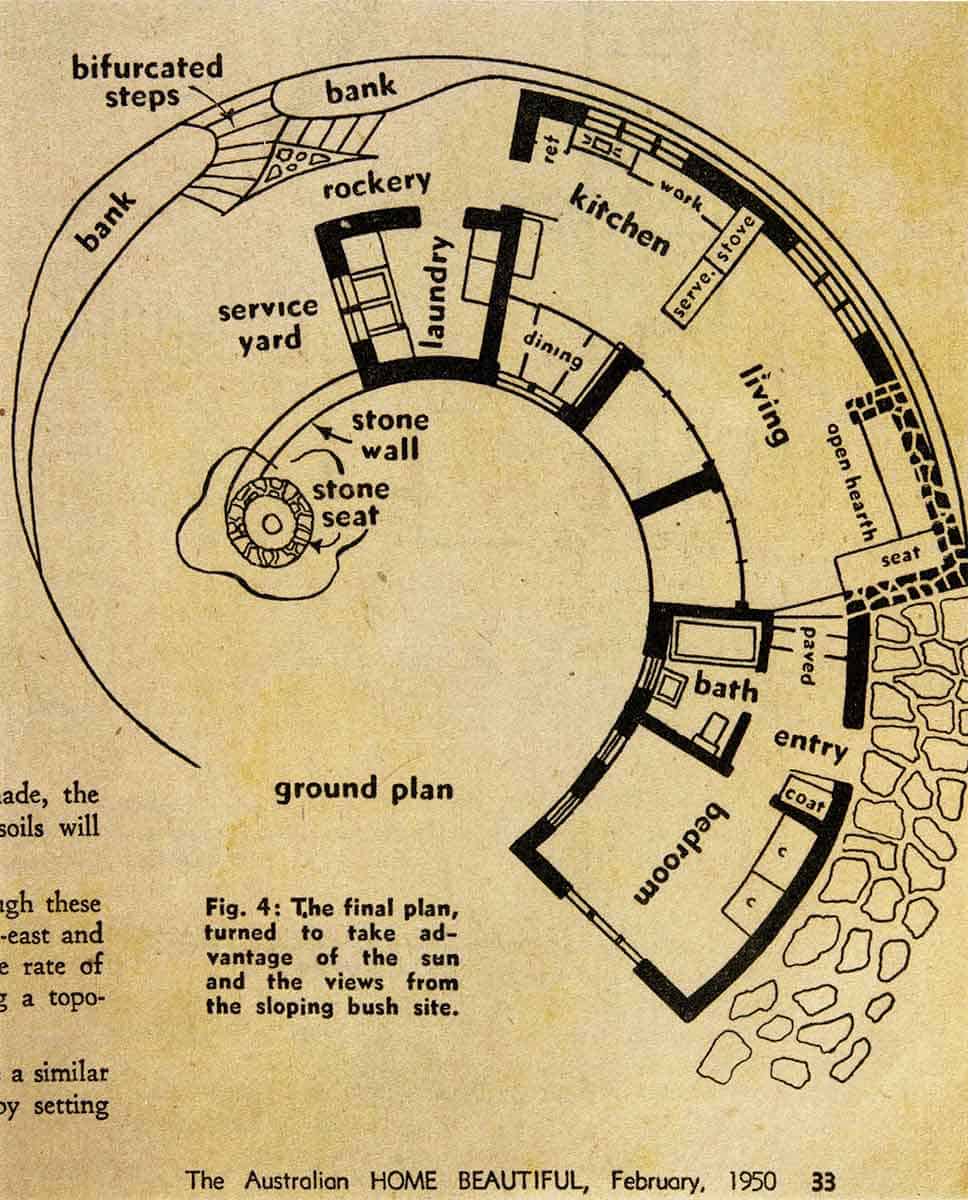 bifurcated
steps
bank
bank
rockery
ref
work
kitchen
stove
serve.
service
yard
laundry
dining
living
stone
wall
open hearth
stone
seat
seat
paved
bath
entry
coat
c
c
bedroom
ground plan
ade, the
soils will
Fig. 4: The final plan,
turned to take ad-
vantage of the sun
and the views from
the sloping bush site.
ugh these
-east and
e rate of
g a topo-
a similar
by setting
The Australian HOME BEAUTIFUL, February, 1950 33